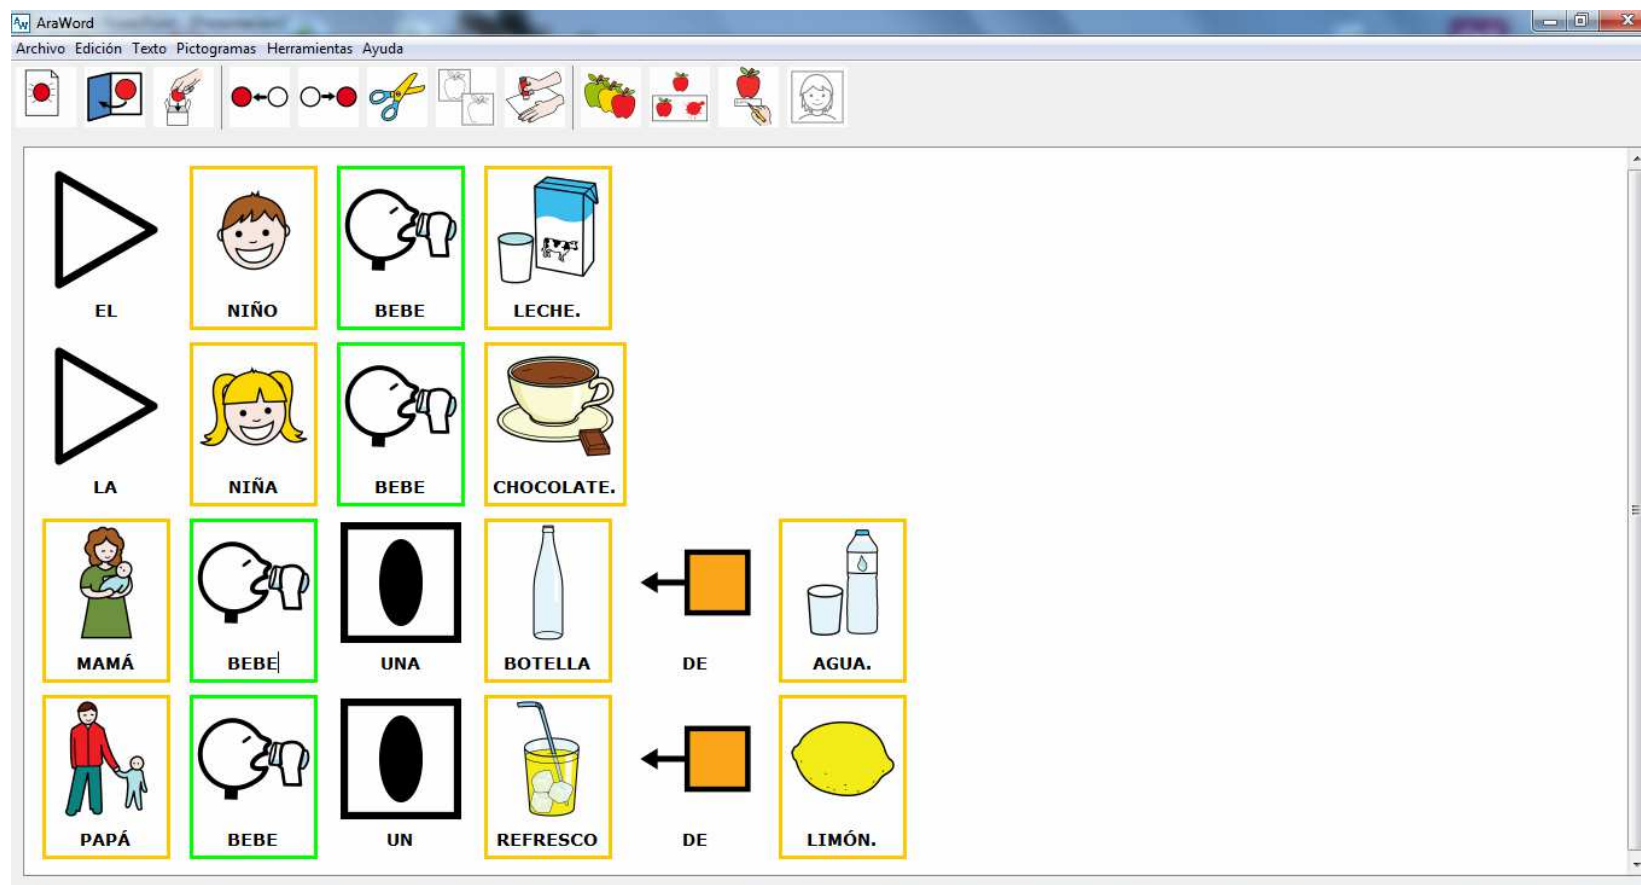 AraWord
Archivo Edición Texto Pictogramas Herramientas Ayuda
EL NIÑO BEBE LECHE.
LA NIÑA BEBE CHOCOLATE.
MAMÁ BEBE UNA BOTELLA DE AGUA.
PAPÁ BEBE UN REFRESCO DE LIMÓN.